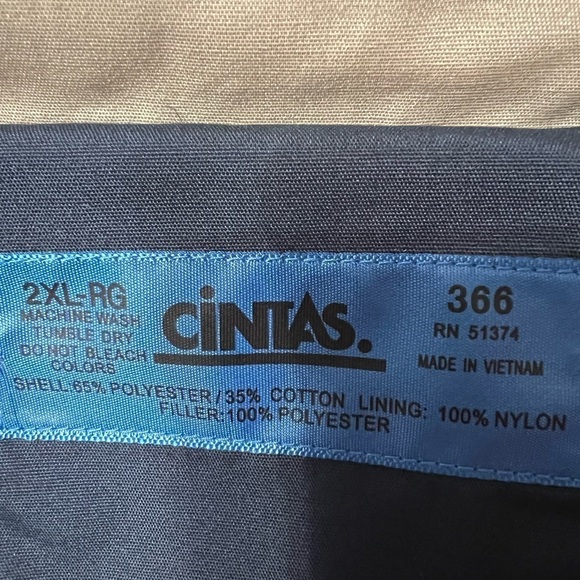 2XL-RG
MACHINE WASH
TUMBLE DRY
DO NOT BLEACH
COLORS
CiNTAS.
366
RN 51374
MADE IN VIETNAM
SHELL:65% POLYESTER / 35% COTTON LINING: 100% NYLON
FILLER:100% POLYESTER